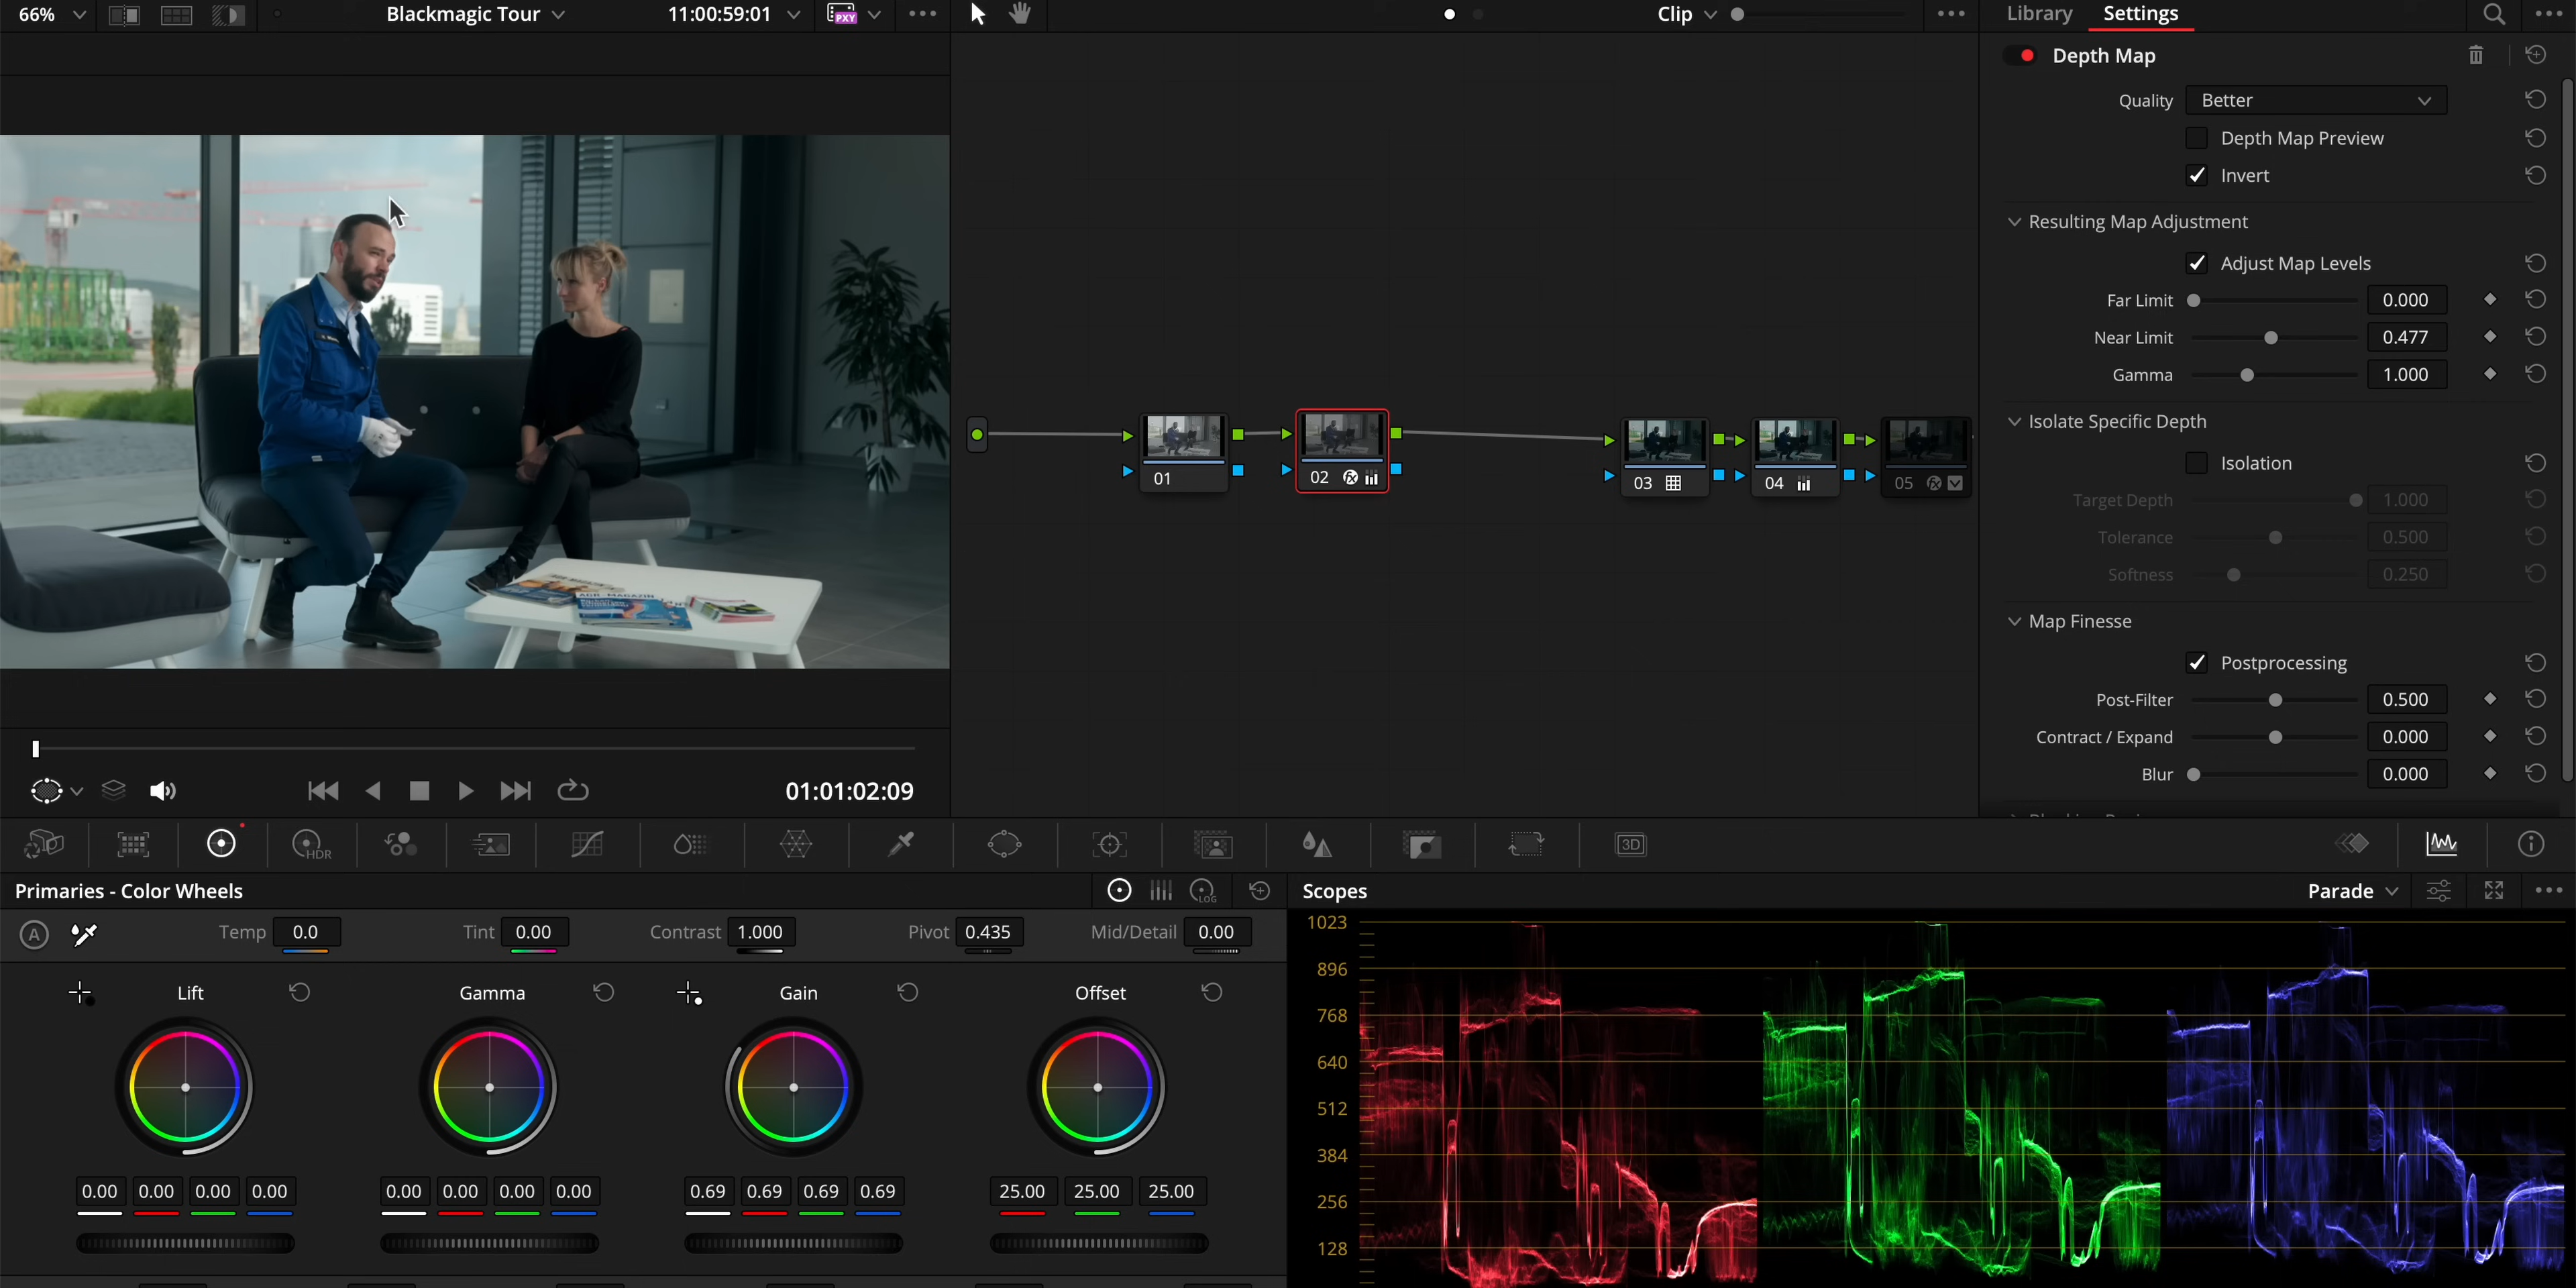 66%
Blackmagic Tour
11:00:59:01
PXY
Clip
Library
Settings
Depth Map
Quality
Better
Depth Map Preview
Invert
Resulting Map Adjustment
Adjust Map Levels
Far Limit
0.000
Near Limit
0.477
Gamma
1.000
Isolate Specific Depth
Isolation
Target Depth
1.000
Tolerance
0.500
Softness
0.250
Map Finesse
Postprocessing
Post-Filter
0.500
Contract / Expand
0.000
Blur
0.000
01
02
03
04
05
01:01:02:09
HDR
3D
Primaries - Color Wheels
LOG
A
Temp 0.0
Tint 0.00
Contrast 1.000
Pivot 0.435
Mid/Detail 0.00
Lift
Gamma
Gain
Offset
0.00 0.00 0.00 0.00
0.00 0.00 0.00 0.00
0.69 0.69 0.69 0.69
25.00 25.00 25.00
Scopes
Parade
1023
896
768
640
512
384
256
128